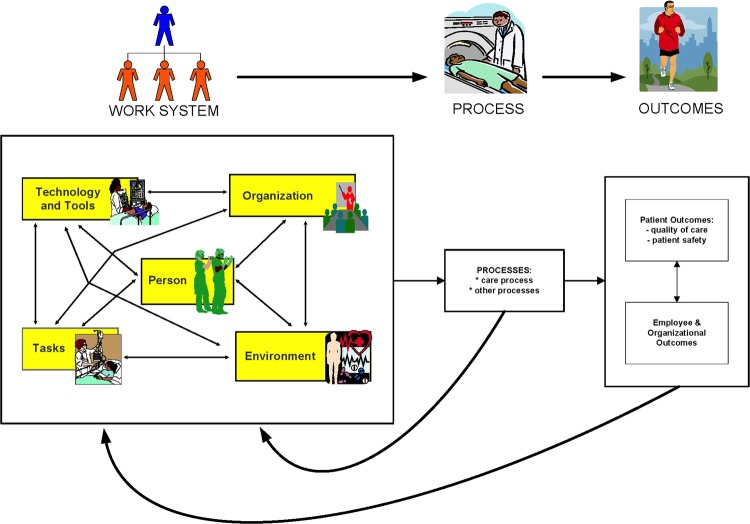 WORK SYSTEM
PROCESS
OUTCOMES
Technology
and Tools
Organization
Person
Tasks
Environment
PROCESSES:
* care process
* other processes
Patient Outcomes:
- quality of care
- patient safety
Employee &
Organizational
Outcomes